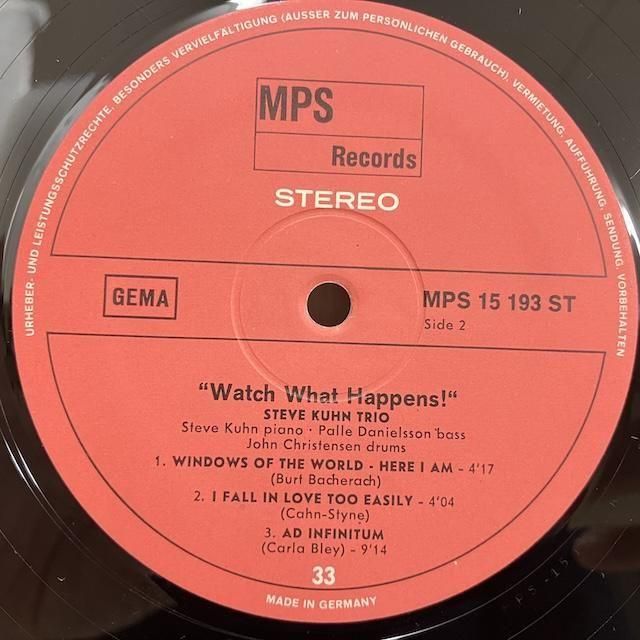 URHEBER- UND LEISTUNGSSCHUTZRECHTE, BESONDERS VERVIELFÄLTIGUNG (AUSSER ZUM PERSÖNLICHEN GEBRAUCH), VERMIETUNG, AUFFÜHRUNG, SENDUNG, VORBEHALTEN
MPS
Records
STEREO
GEMA
MPS 15 193 ST
Side 2
“Watch What Happens!“
STEVE KUHN TRIO
Steve Kuhn piano · Palle Danielsson bass
John Christensen drums
1. WINDOWS OF THE WORLD - HERE I AM – 4'17
(Burt Bacherach)
2. I FALL IN LOVE TOO EASILY – 4'04
(Cahn-Styne)
3. AD INFINITUM
(Carla Bley) – 9'14
33
MADE IN GERMANY